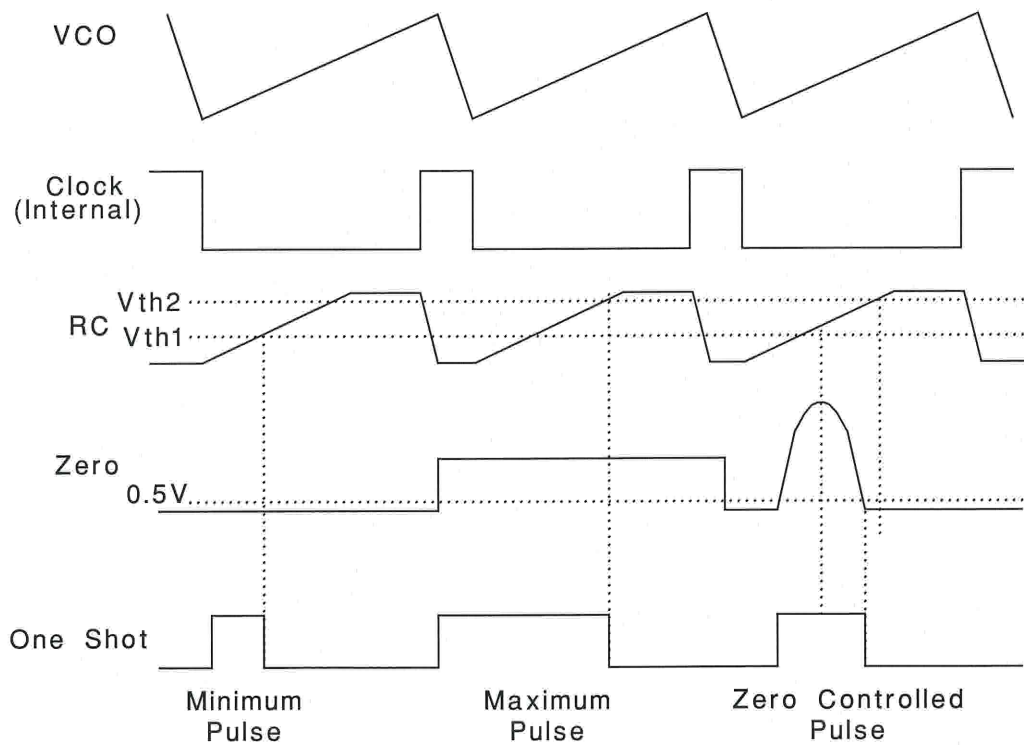 VCO
Clock
(Internal)
Vth2
RC Vth1
Zero
0.5V
One Shot
Minimum
Pulse
Maximum
Pulse
Zero Controlled
Pulse